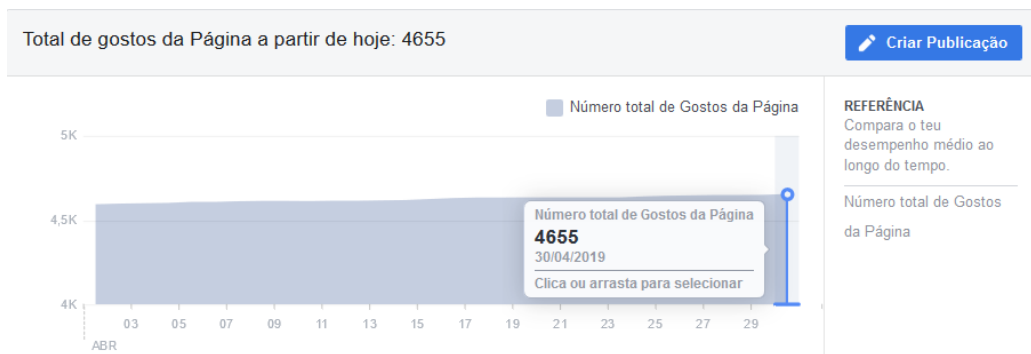 Total de gostos da Página a partir de hoje: 4655
Criar Publicação
Número total de Gostos da Página
5K
4,5K
4K
Número total de Gostos da Página
4655
30/04/2019
Clica ou arrasta para selecionar
03 05 07 09 11 13 15 17 19 21 23 25 27 29
ABR
REFERÊNCIA
Compara o teu
desempenho médio ao
longo do tempo.
Número total de Gostos
da Página